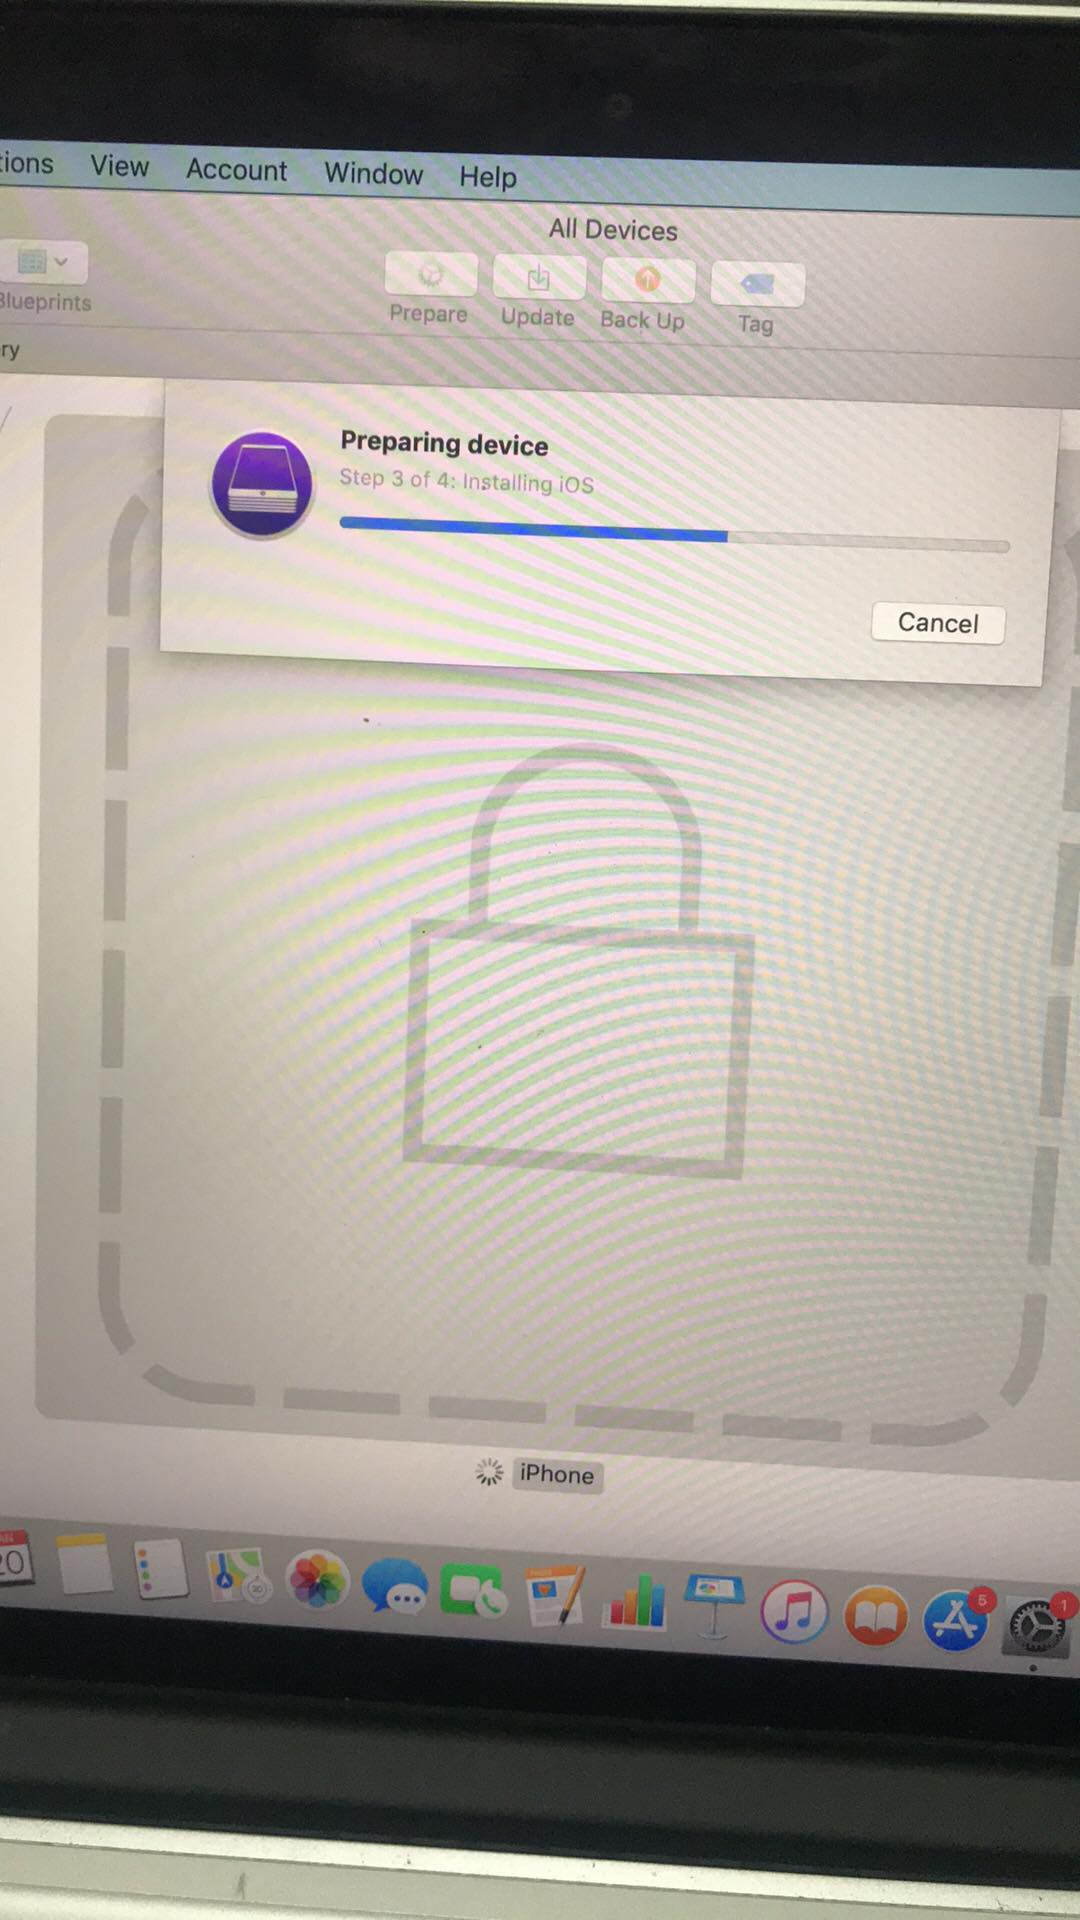 tions View Account Window Help
All Devices
Blueprints
Prepare Update Back Up Tag
ry
Preparing device
Step 3 of 4: Installing iOS
Cancel
iPhone
20
5
1